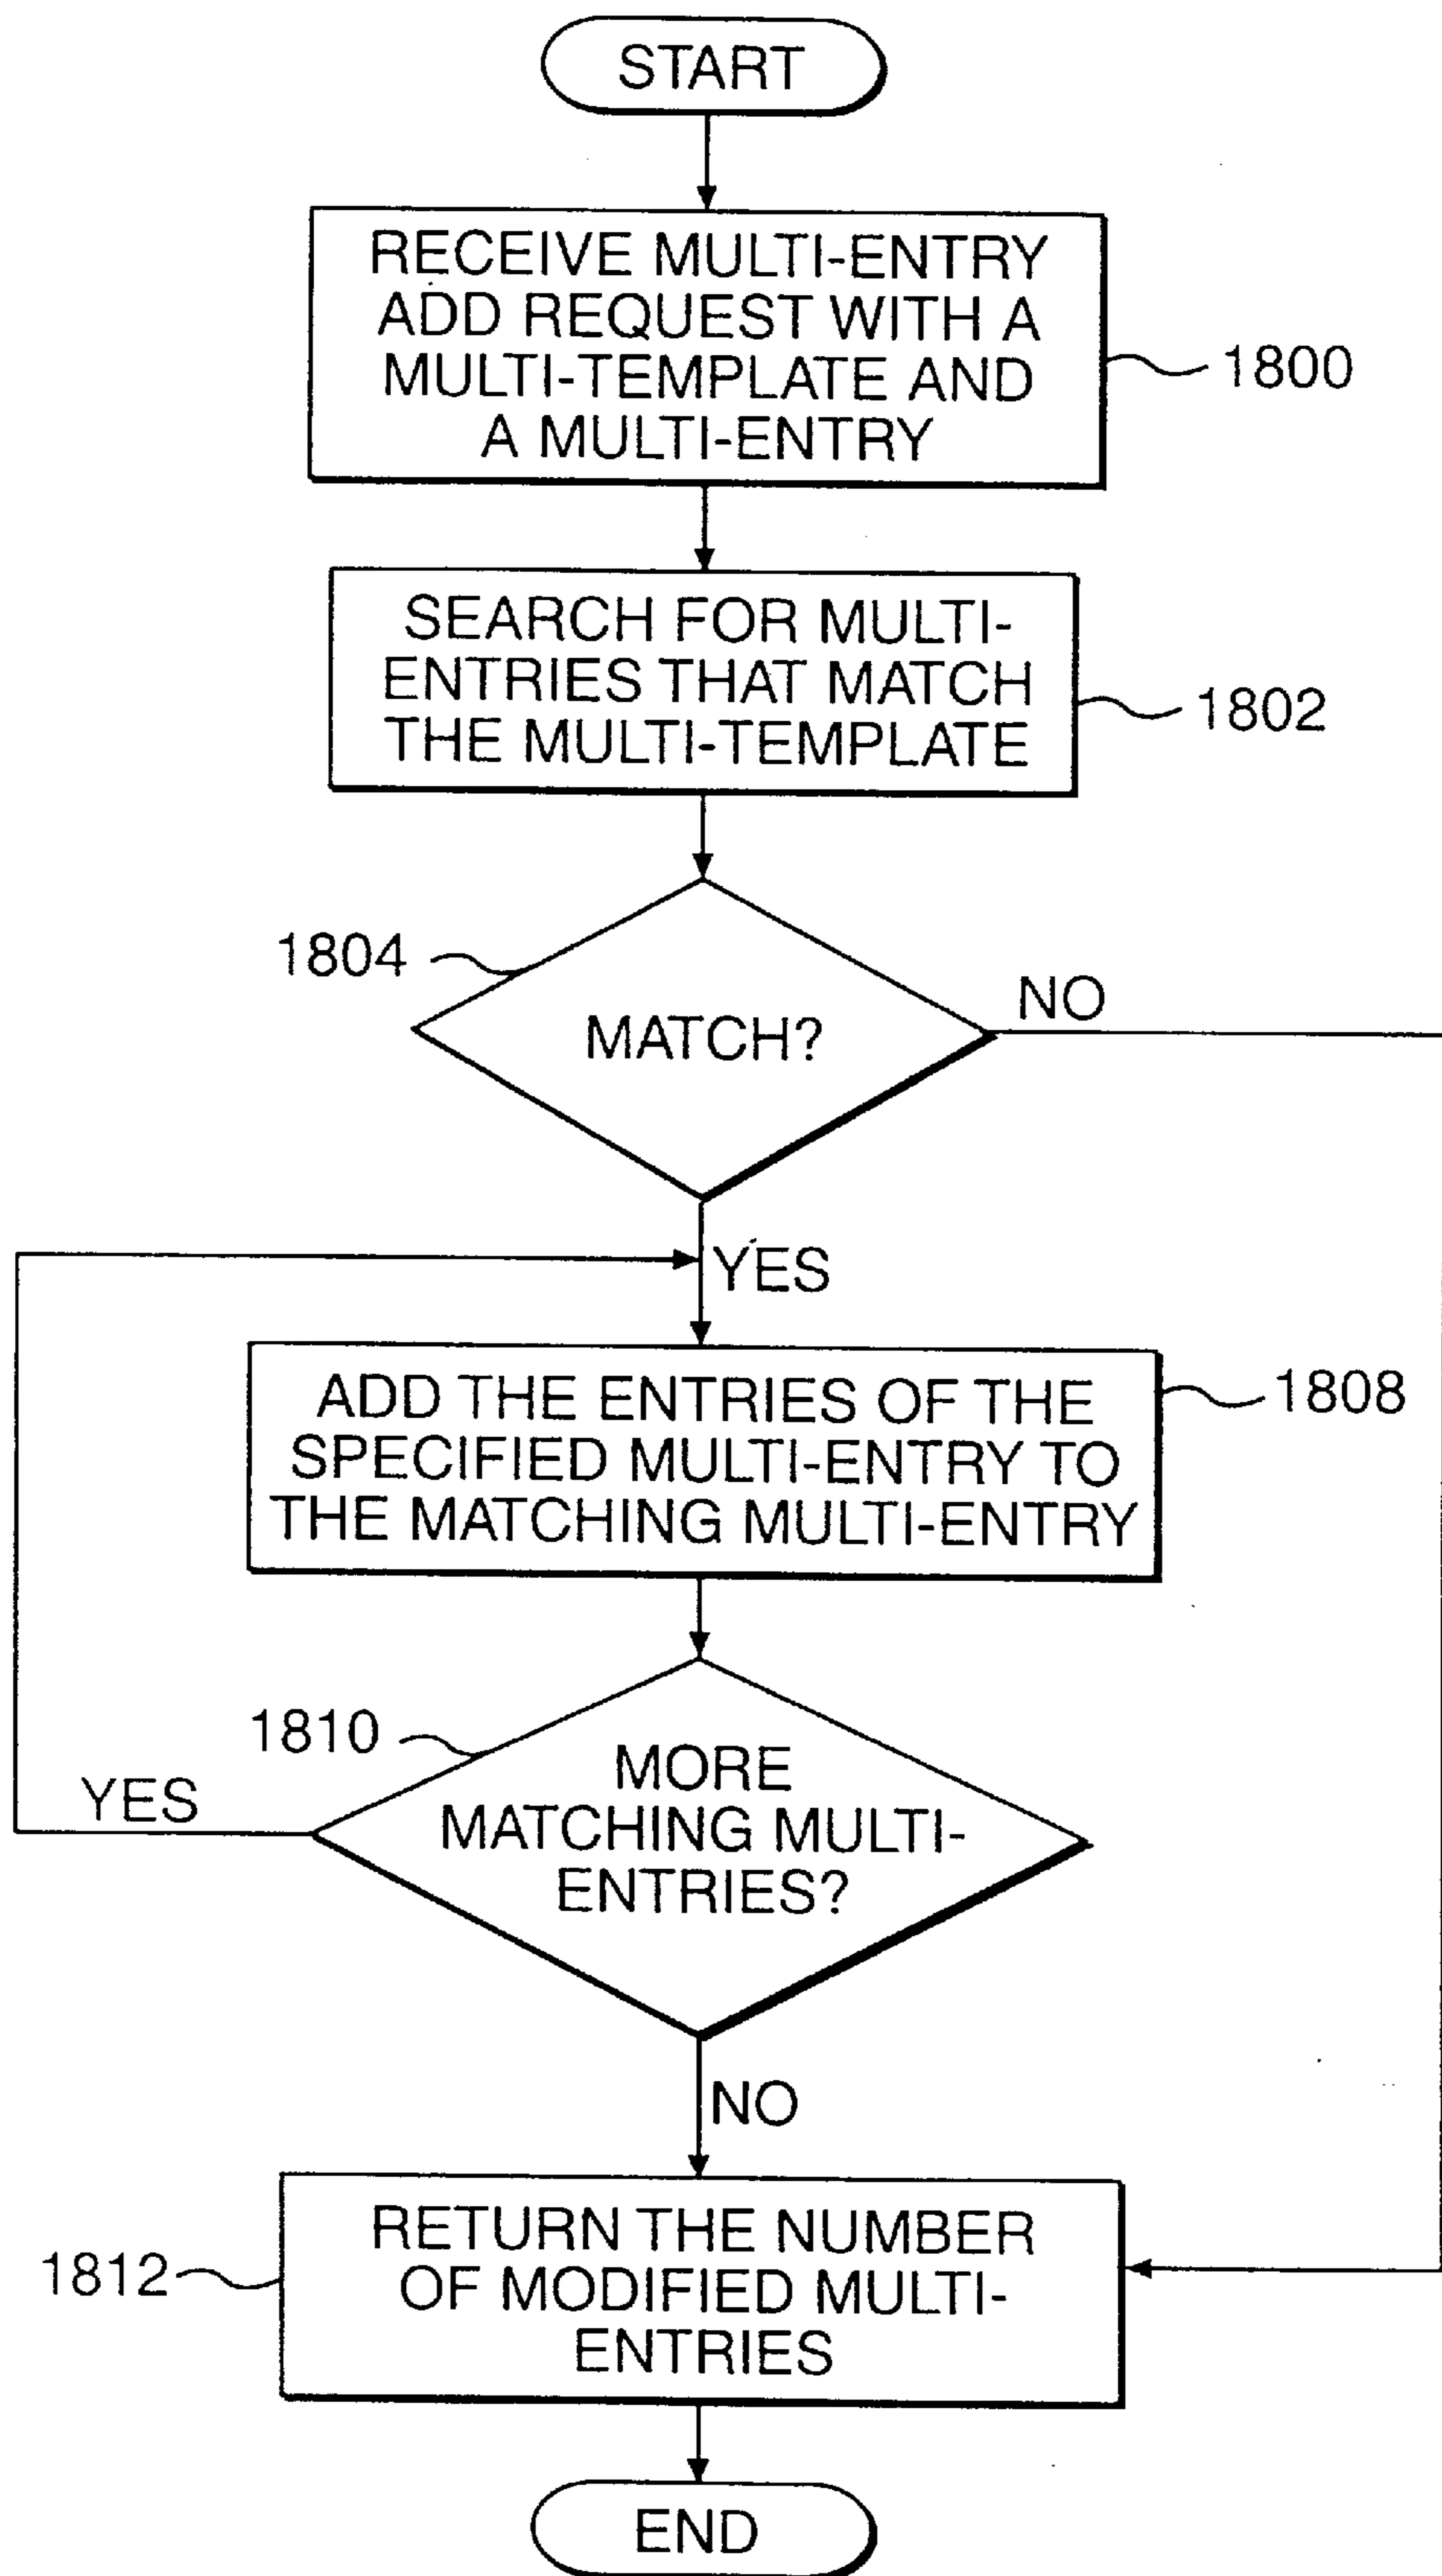 START
RECEIVE MULTI-ENTRY
ADD REQUEST WITH A
MULTI-TEMPLATE AND
A MULTI-ENTRY
1800
SEARCH FOR MULTI-
ENTRIES THAT MATCH
THE MULTI-TEMPLATE
1802
1804
MATCH?
NO
YES
ADD THE ENTRIES OF THE
SPECIFIED MULTI-ENTRY TO
THE MATCHING MULTI-ENTRY
1808
1810
MORE
MATCHING MULTI-
ENTRIES?
YES
NO
RETURN THE NUMBER
OF MODIFIED MULTI-
ENTRIES
1812
END